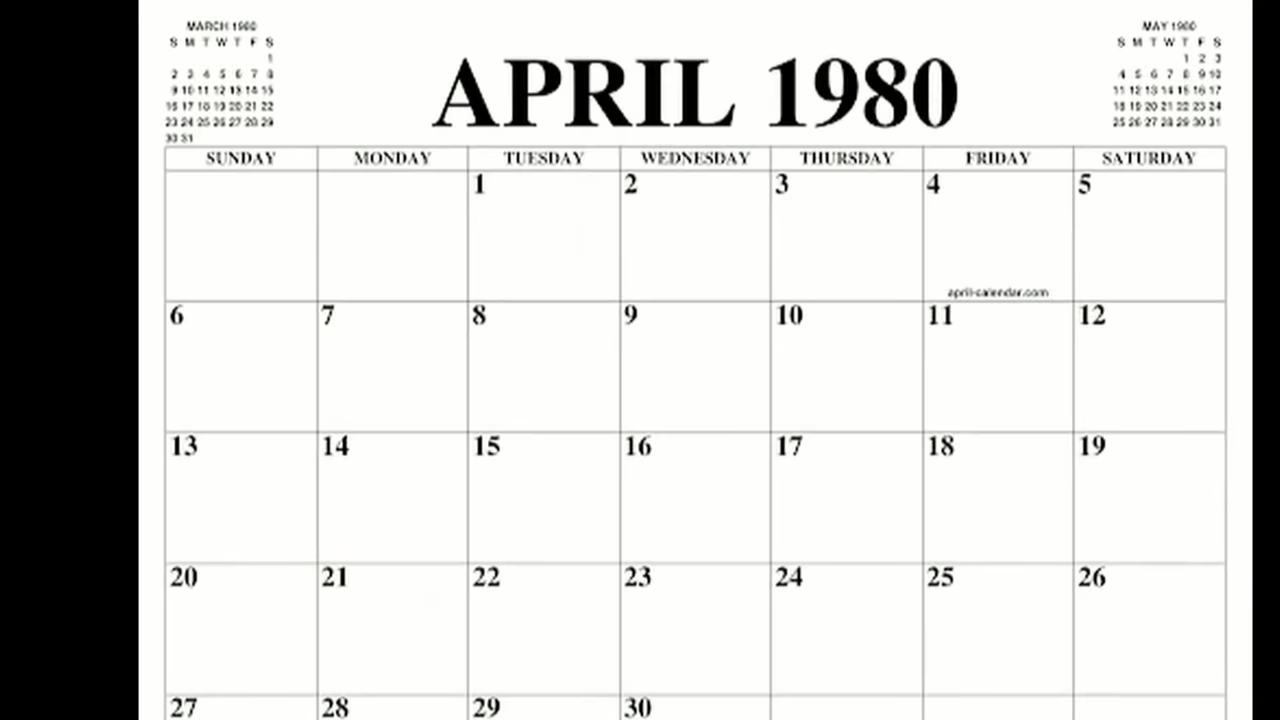 MARCH 1980
S M T W T F S
1
2 3 4 5 6 7 8
9 10 11 12 13 14 15
16 17 18 19 20 21 22
23 24 25 26 27 28 29
30 31
APRIL 1980
MAY 1980
S M T W T F S
1 2 3
4 5 6 7 8 9 10
11 12 13 14 15 16 17
18 19 20 21 22 23 24
25 26 27 28 29 30 31
SUNDAY MONDAY TUESDAY WEDNESDAY THURSDAY FRIDAY SATURDAY
1 2 3 4 5
april-calendar.com
6 7 8 9 10 11 12
13 14 15 16 17 18 19
20 21 22 23 24 25 26
27 28 29 30